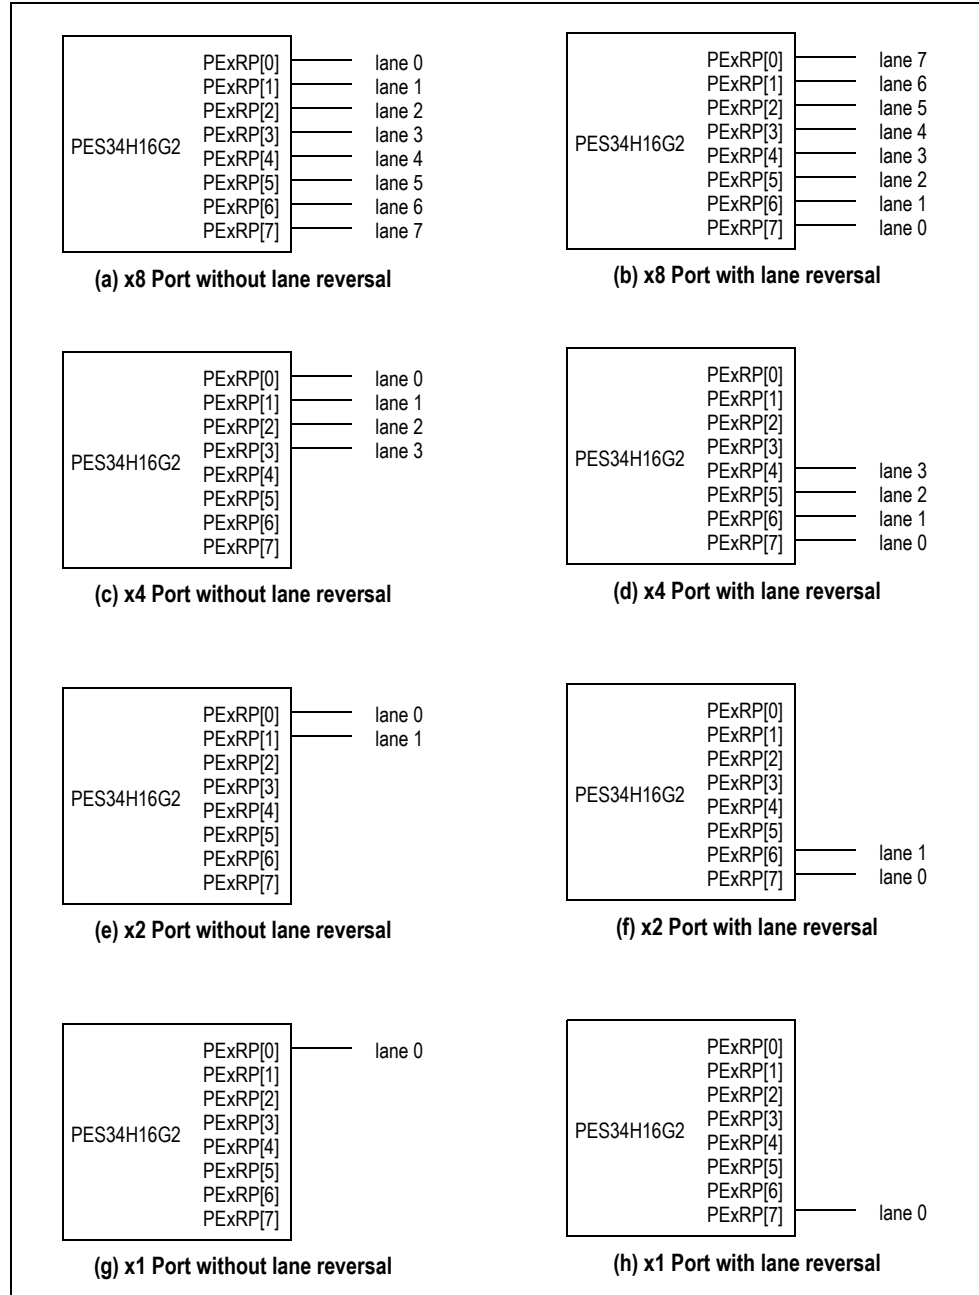 PES34H16G2
PExRP[0] lane 0
PExRP[1] lane 1
PExRP[2] lane 2
PExRP[3] lane 3
PExRP[4] lane 4
PExRP[5] lane 5
PExRP[6] lane 6
PExRP[7] lane 7
(a) x8 Port without lane reversal
PES34H16G2
PExRP[0] lane 7
PExRP[1] lane 6
PExRP[2] lane 5
PExRP[3] lane 4
PExRP[4] lane 3
PExRP[5] lane 2
PExRP[6] lane 1
PExRP[7] lane 0
(b) x8 Port with lane reversal
PES34H16G2
PExRP[0] lane 0
PExRP[1] lane 1
PExRP[2] lane 2
PExRP[3] lane 3
PExRP[4]
PExRP[5]
PExRP[6]
PExRP[7]
(c) x4 Port without lane reversal
PES34H16G2
PExRP[0]
PExRP[1]
PExRP[2]
PExRP[3]
PExRP[4] lane 3
PExRP[5] lane 2
PExRP[6] lane 1
PExRP[7] lane 0
(d) x4 Port with lane reversal
PES34H16G2
PExRP[0] lane 0
PExRP[1] lane 1
PExRP[2]
PExRP[3]
PExRP[4]
PExRP[5]
PExRP[6]
PExRP[7]
(e) x2 Port without lane reversal
PES34H16G2
PExRP[0]
PExRP[1]
PExRP[2]
PExRP[3]
PExRP[4]
PExRP[5]
PExRP[6] lane 1
PExRP[7] lane 0
(f) x2 Port with lane reversal
PES34H16G2
PExRP[0] lane 0
PExRP[1]
PExRP[2]
PExRP[3]
PExRP[4]
PExRP[5]
PExRP[6]
PExRP[7]
(g) x1 Port without lane reversal
PES34H16G2
PExRP[0]
PExRP[1]
PExRP[2]
PExRP[3]
PExRP[4]
PExRP[5]
PExRP[6]
PExRP[7] lane 0
(h) x1 Port with lane reversal